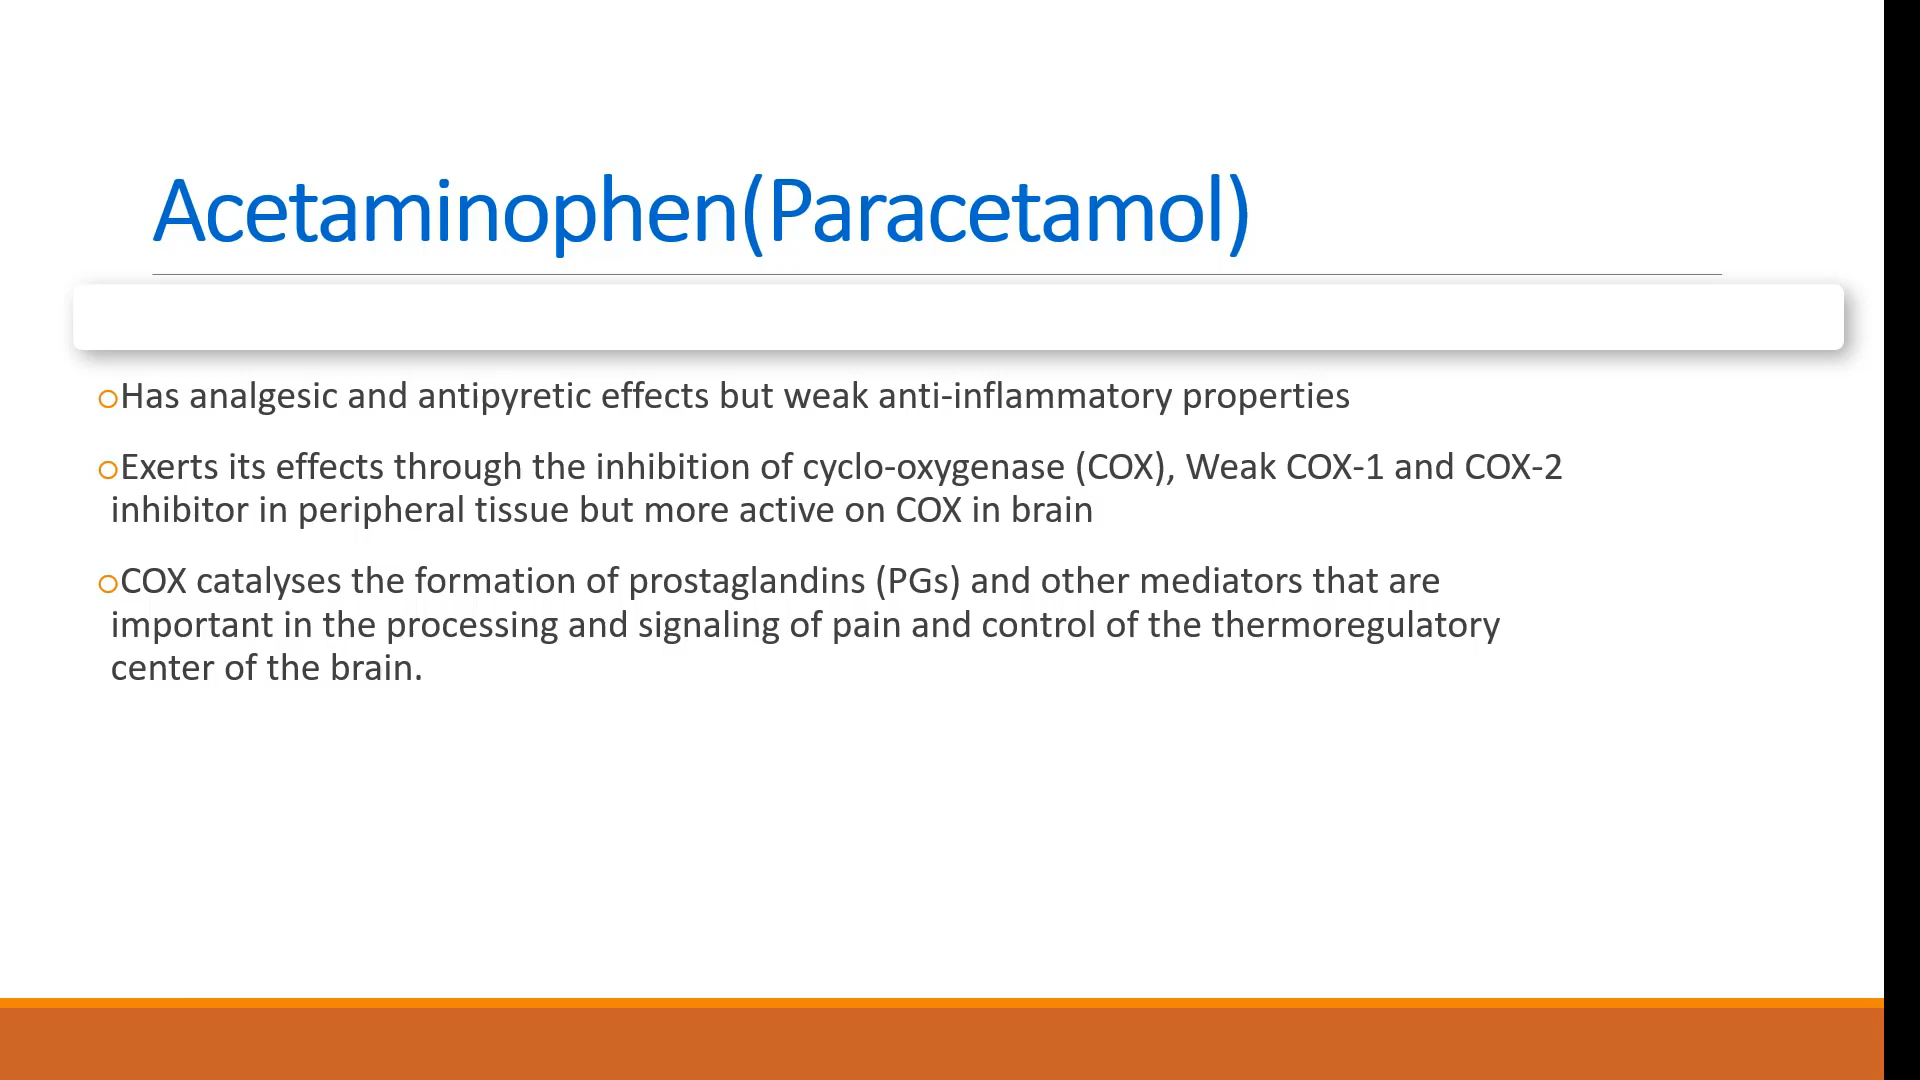 Acetaminophen(Paracetamol)
oHas analgesic and antipyretic effects but weak anti-inflammatory properties
oExerts its effects through the inhibition of cyclo-oxygenase (COX), Weak COX-1 and COX-2
inhibitor in peripheral tissue but more active on COX in brain
oCOX catalyses the formation of prostaglandins (PGs) and other mediators that are
important in the processing and signaling of pain and control of the thermoregulatory
center of the brain.